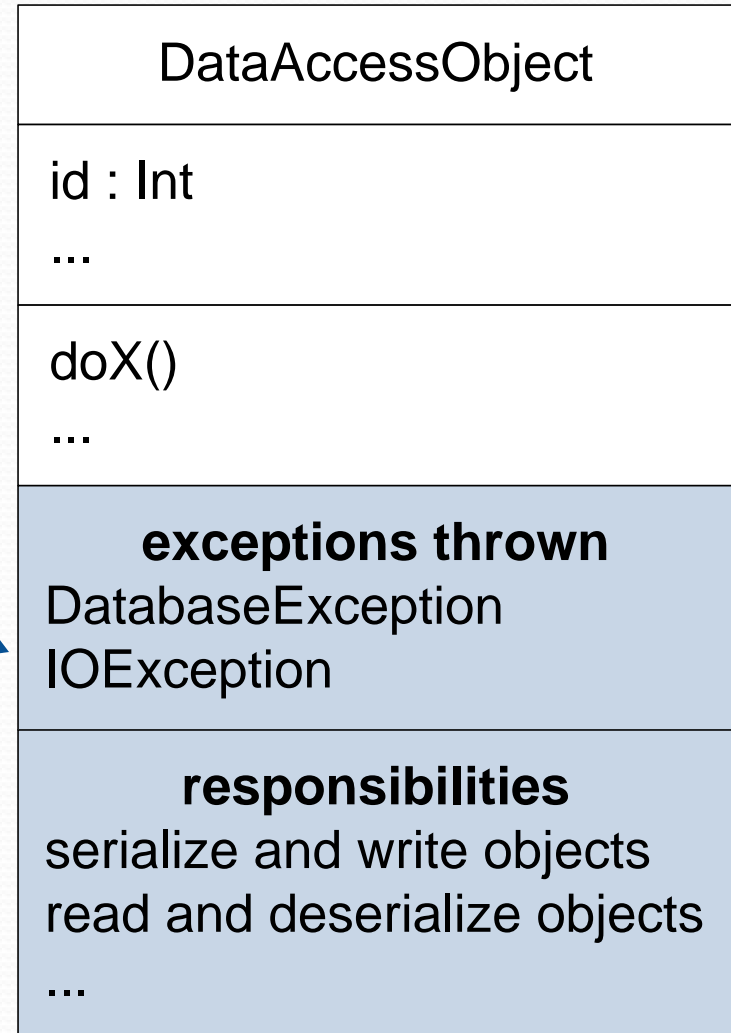 DataAccessObject
id : Int
...
doX()
...
exceptions thrown
DatabaseException
IOException
responsibilities
serialize and write objects
read and deserialize objects
...